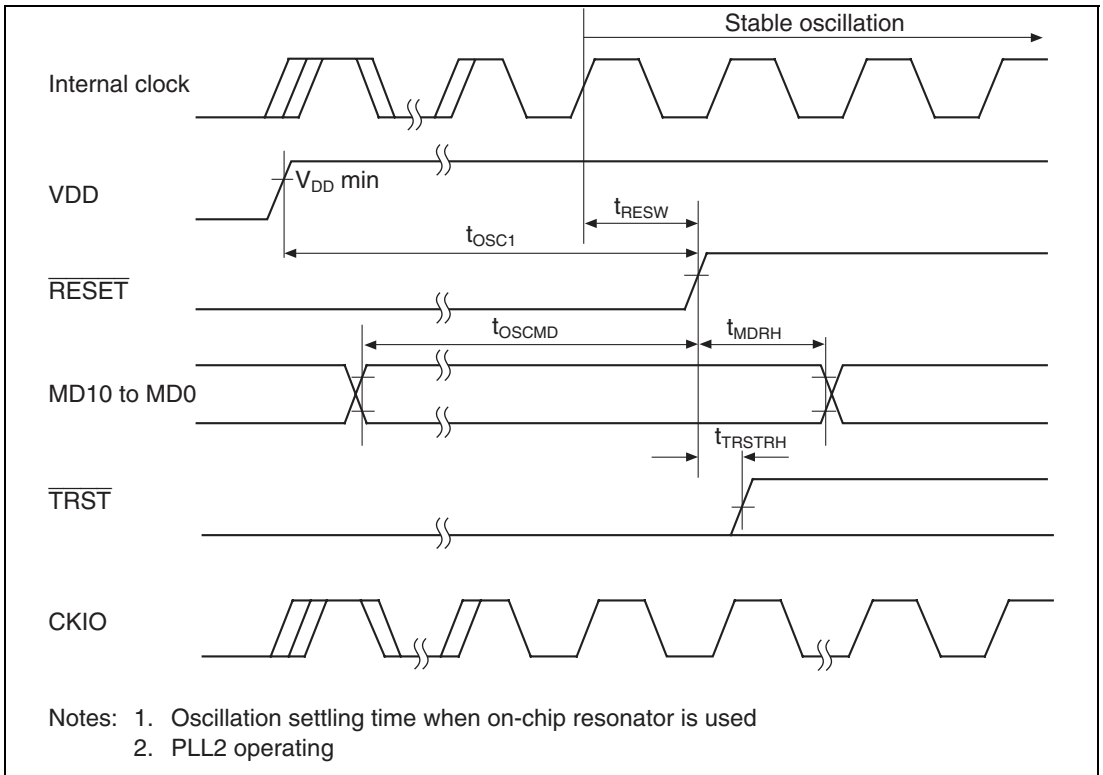 Stable oscillation
Internal clock
VDD
VDD min
tRESW
tOSC1
RESET
tOSCMD
tMDRH
MD10 to MD0
tTRSTRH
TRST
CKIO
Notes: 1. Oscillation settling time when on-chip resonator is used
2. PLL2 operating